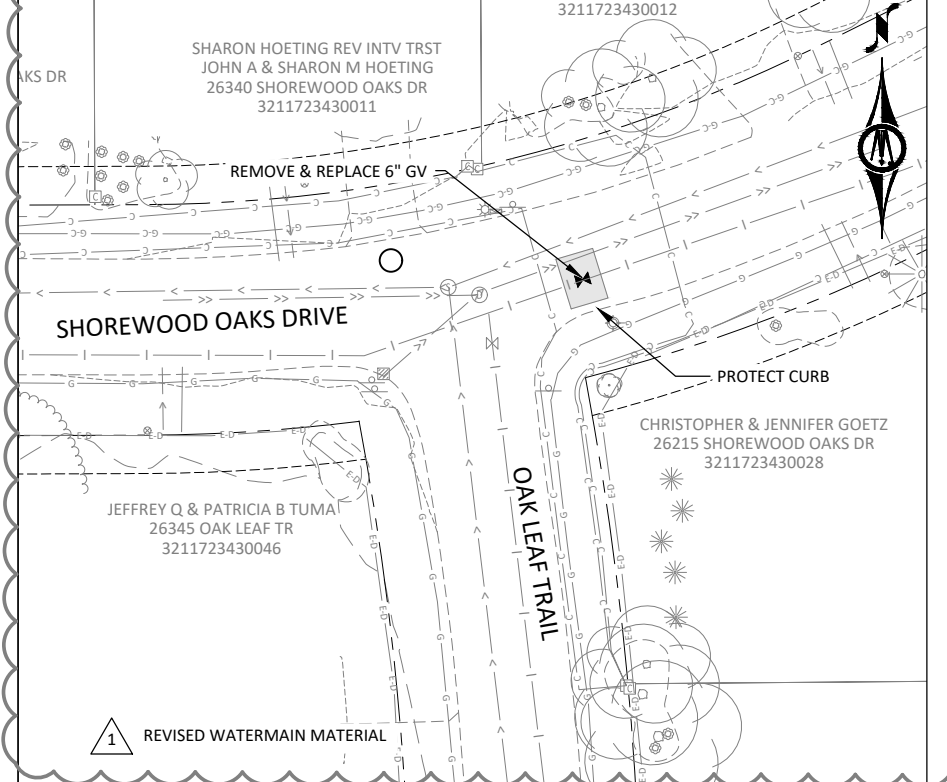 3211723430012
N
SHARON HOETING REV INTV TRST
JOHN A & SHARON M HOETING
26340 SHOREWOOD OAKS DR
3211723430011
AKS DR
REMOVE & REPLACE 6" GV
SHOREWOOD OAKS DRIVE
PROTECT CURB
CHRISTOPHER & JENNIFER GOETZ
26215 SHOREWOOD OAKS DR
3211723430028
OAK LEAF TRAIL
JEFFREY Q & PATRICIA B TUMA
26345 OAK LEAF TR
3211723430046
1 REVISED WATERMAIN MATERIAL